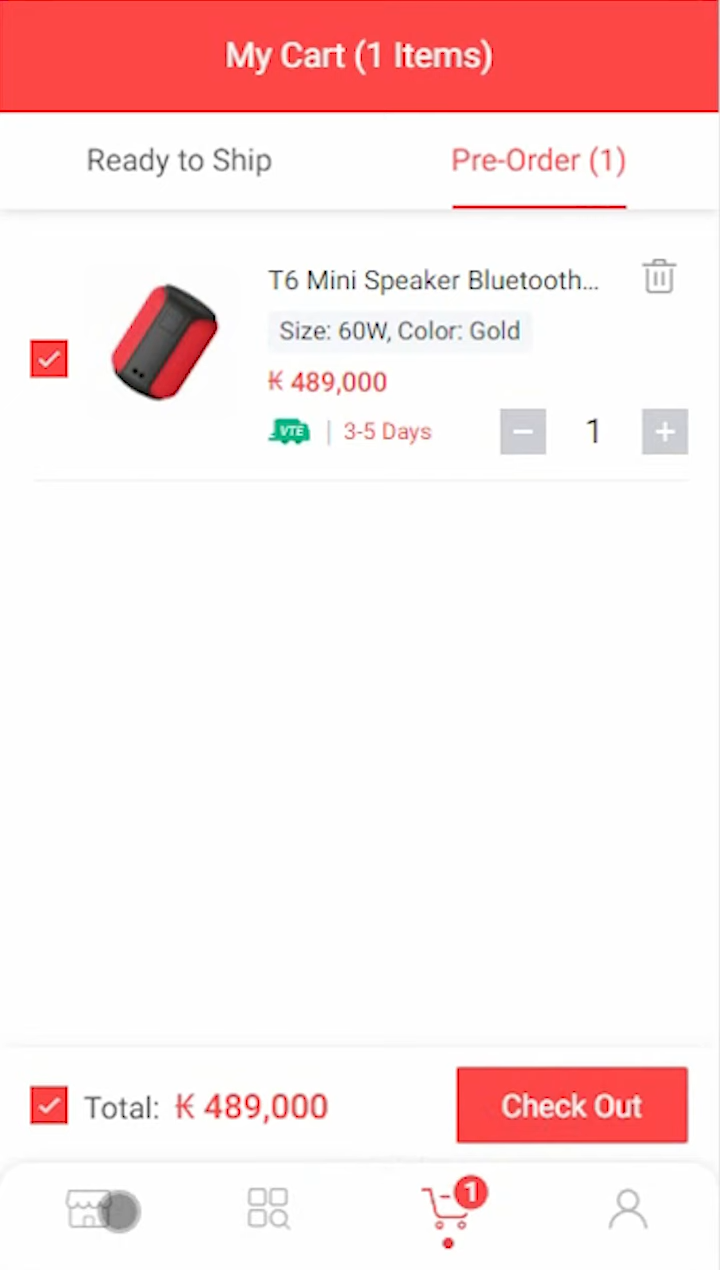 My Cart (1 Items)
Ready to Ship
Pre-Order (1)
T6 Mini Speaker Bluetooth...
Size: 60W, Color: Gold
₭ 489,000
VTE | 3-5 Days
1
Total: ₭ 489,000
Check Out
1